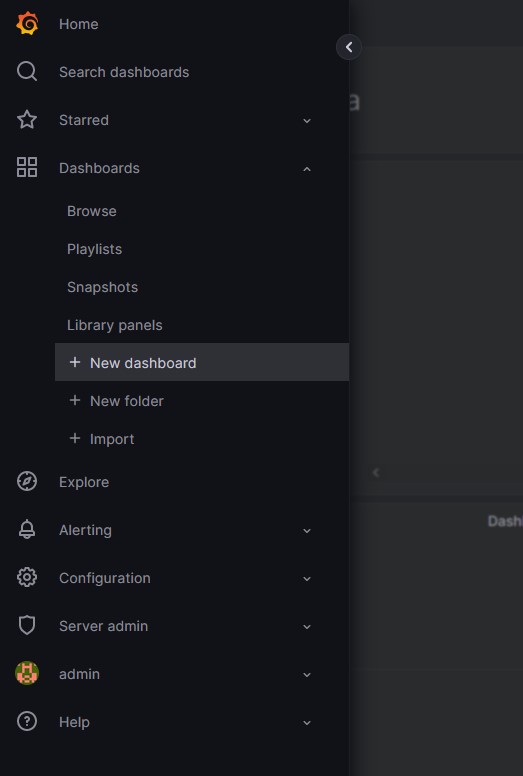 Home
Search dashboards
Starred
Dashboards
Browse
Playlists
Snapshots
Library panels
+ New dashboard
+ New folder
+ Import
Explore
Dash
Alerting
Configuration
Server admin
admin
Help